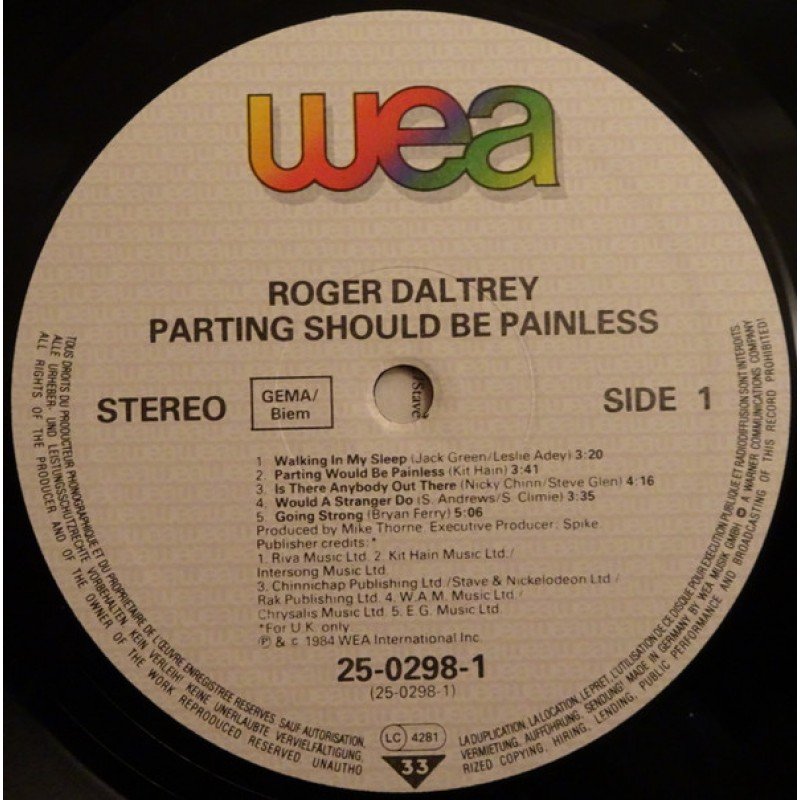 wea
ROGER DALTREY
PARTING SHOULD BE PAINLESS
STEREO
GEMA/
Biem
SIDE 1
1 Walking In My Sleep (Jack Green/Leslie Adey) 3:20
2. Parting Would Be Painless (Kit Hain) 3:41
3. Is There Anybody Out There (Nicky Chinn/Steve Glen) 4:16
4. Would A Stranger Do (S. Andrews/S. Climie) 3:35
5. Going Strong (Bryan Ferry) 5:06
Produced by Mike Thorne. Executive Producer: Spike.
Publisher credits:*
1. Riva Music Ltd. 2. Kit Hain Music Ltd./
Intersong Music Ltd.
3. Chinnichap Publishing Ltd./Stave & Nickelodeon Ltd/
Rak Publishing Ltd. 4. W.A.M. Music Ltd./
Chrysalis Music Ltd. 5. E.G. Music Ltd.
*For U.K. only
℗ & c 1984 WEA International Inc.
25-0298-1
(25-0298-1)
LC 4281
33
TOUS DROITS DU PRODUCTEUR PHONOGRAPHIQUE ET DU PROPRIETAIRE DE L'ŒUVRE ENREGISTREE RESERVES. SAUF AUTORISATION, LA DUPLICATION, LA LOCATION, LE PRET, L'UTILISATION DE CE DISQUE POUR EXECUTION PUBLIQUE ET RADIODIFFUSION SONT INTERDITS.
ALLE URHEBER- UND LEISTUNGSSCHUTZRECHTE VORBEHALTEN. KEIN VERLEIH! KEINE UNERLAUBTE VERVIELFÄLTIGUNG, VERMIETUNG, AUFFÜHRUNG, SENDUNG! MADE IN GERMANY BY WEA MUSIK GMBH A WARNER COMMUNICATIONS COMPANY
ALL RIGHTS OF THE PRODUCER AND OF THE OWNER OF THE WORK REPRODUCED RESERVED UNAUTHORIZED COPYING, HIRING, LENDING, PUBLIC PERFORMANCE AND BROADCASTING OF THIS RECORD PROHIBITED!